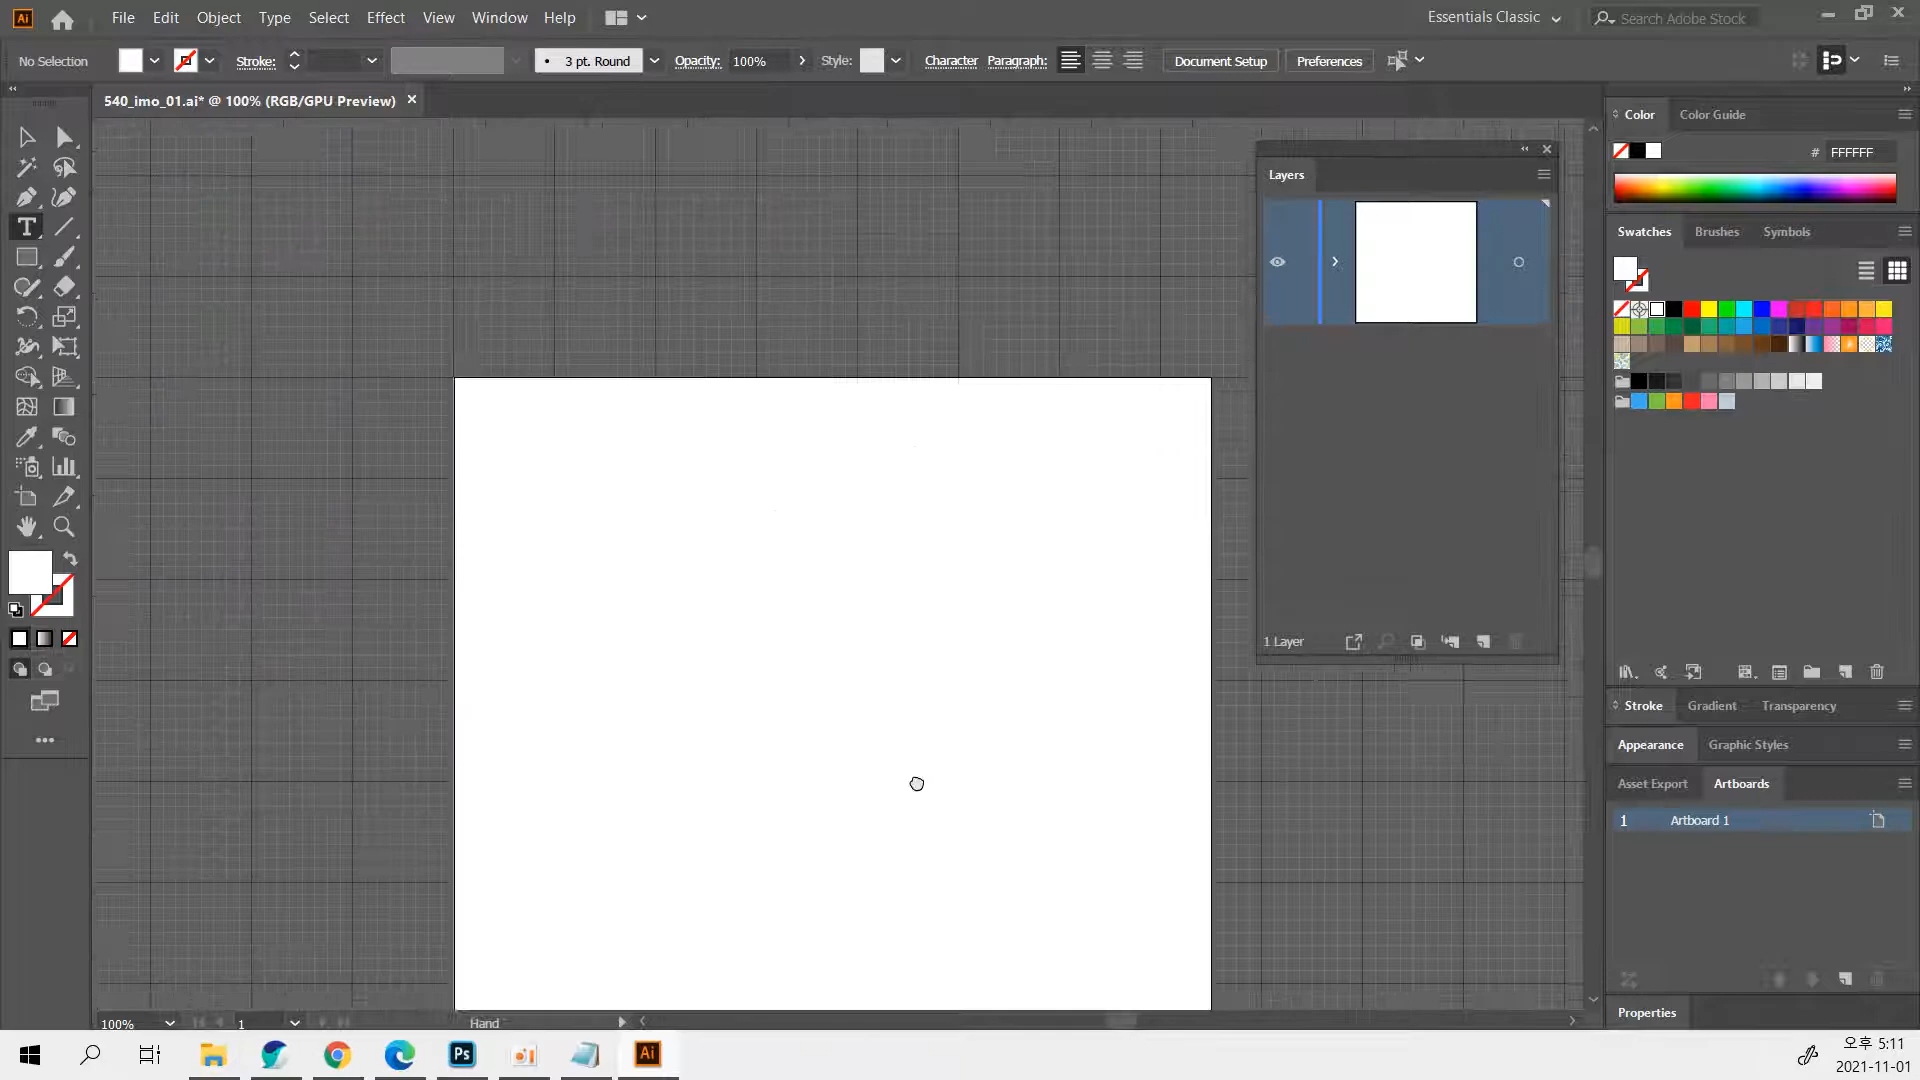 Ai File Edit Object Type Select Effect View Window Help Essentials Classic Search Adobe Stock
No Selection Stroke: 3 pt. Round Opacity: 100% Style: Character Paragraph: Document Setup Preferences
540_imo_01.ai* @ 100% (RGB/GPU Preview)
Color Color Guide
# FFFFFF
Layers
Swatches Brushes Symbols
1 Layer
Stroke Gradient Transparency
Appearance Graphic Styles
Asset Export Artboards
1 Artboard 1
Properties
100% 1 Hand
Ps Ai
오후 5:11
2021-11-01